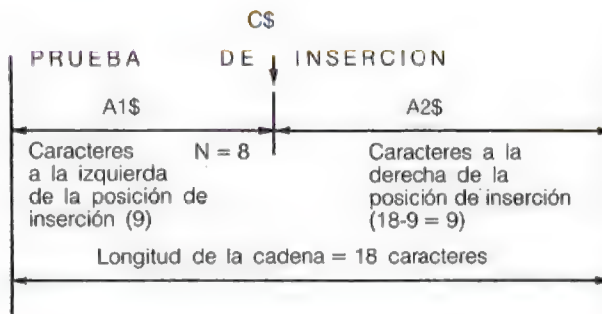 C$
PRUEBA DE INSERCION
A1$ A2$
Caracteres N = 8
a la izquierda
de la posición de
inserción (9)
Caracteres a la
derecha de la
posición de inserción
(18-9 = 9)
Longitud de la cadena = 18 caracteres